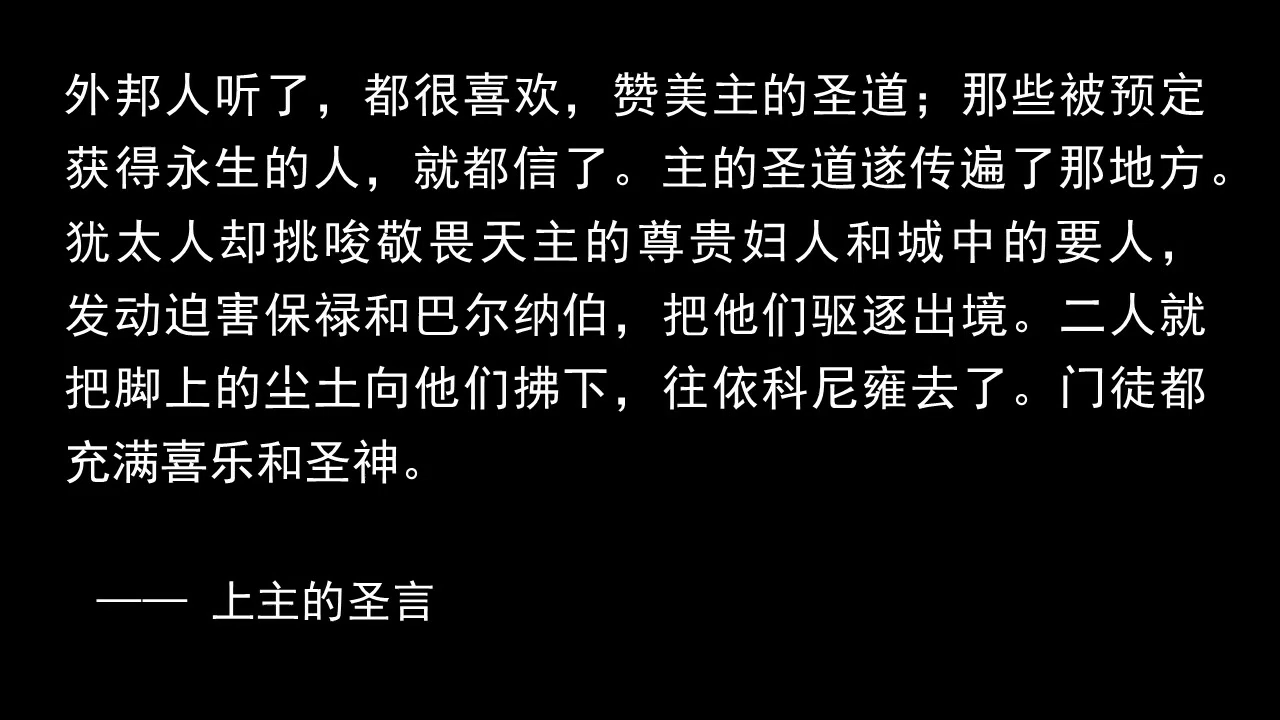 外邦人听了，都很喜欢，赞美主的圣道；那些被预定
获得永生的人，就都信了。主的圣道遂传遍了那地方。
犹太人却挑唆敬畏天主的尊贵妇人和城中的要人，
发动迫害保禄和巴尔纳伯，把他们驱逐出境。二人就
把脚上的尘土向他们拂下，往依科尼雍去了。门徒都
充满喜乐和圣神。
—— 上主的圣言